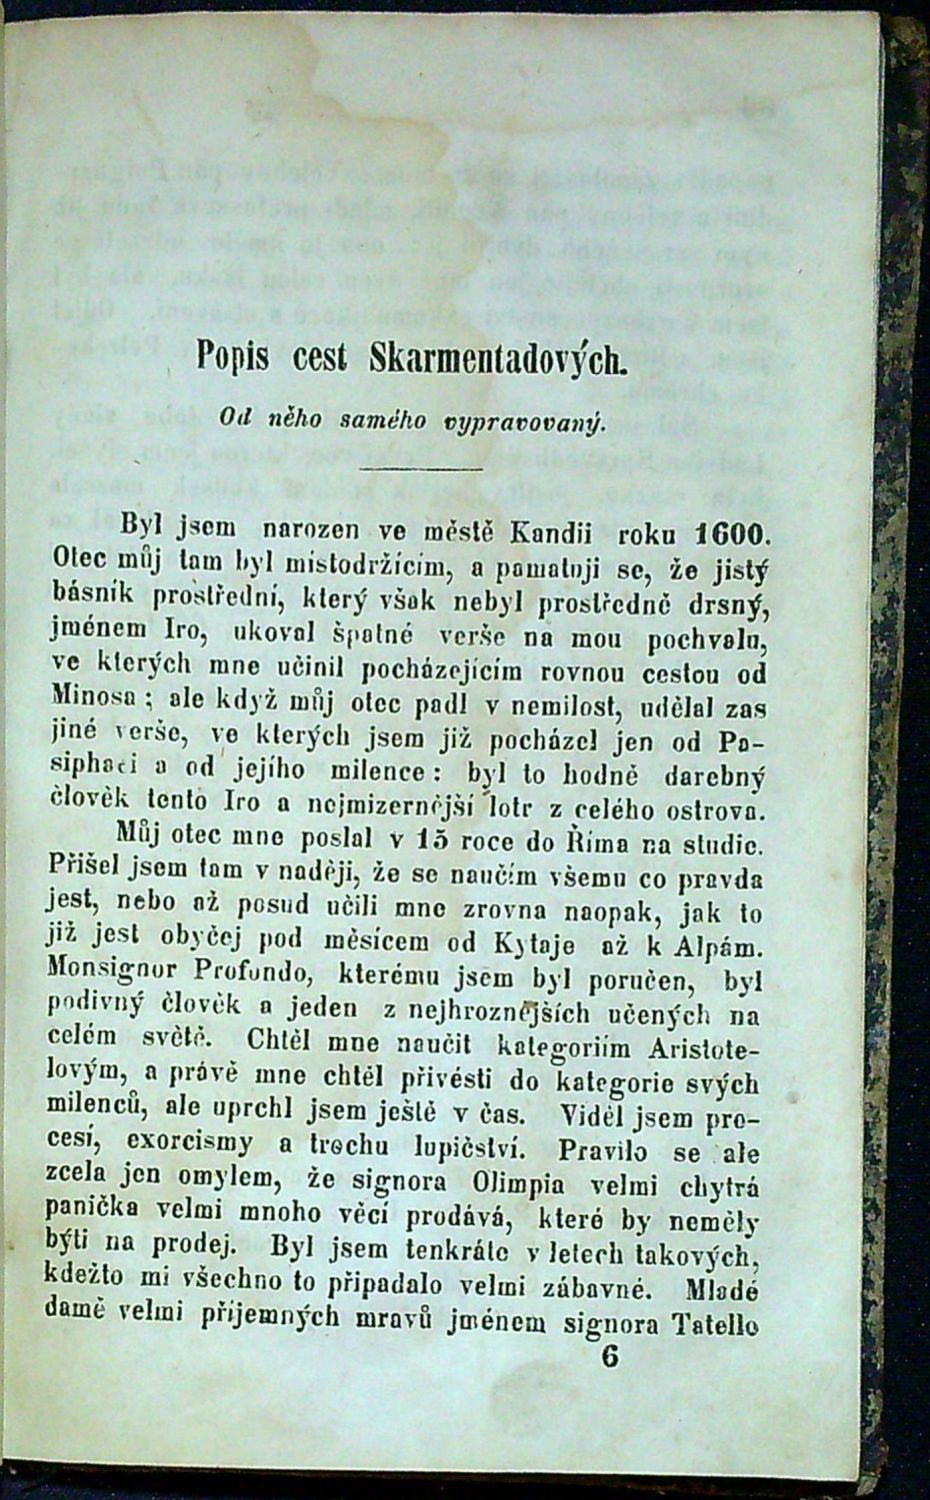 Popis cest Skarmentadových.
Od něho samého vypravovaný.
Byl jsem narozen ve městě Kandii roku 1600.
Otec můj tam byl místodržícím, a pamatuji se, že jistý
básník prostřední, který však nebyl prostředně drsný,
jménem Iro, ukoval špatné verše na mou pochvalu,
ve kterých mne učinil pocházejícím rovnou cestou od
Minosa; ale když můj otec padl v nemilost, udělal zas
jiné verše, ve kterých jsem již pocházel jen od Pa-
siphaei a od jejího milence: byl to hodně darebný
člověk tento Iro a nejmizernější lotr z celého ostrova.
Můj otec mne poslal v 15 roce do Říma na studie.
Přišel jsem tam v naději, že se naučím všemu co pravda
jest, nebo až posud učili mne zrovna naopak, jak to
již jest obyčej pod měsícem od Kytaje až k Alpám.
Monsignor Profondo, kterému jsem byl poručen, byl
podivný člověk a jeden z nejhroznějších učených na
celém světě. Chtěl mne naučit kategoriím Aristote-
lovým, a právě mne chtěl přivésti do kategorie svých
milenců, ale uprchl jsem ještě v čas. Viděl jsem pro-
cesí, exorcismy a trochu lupičství. Pravilo se ale
zcela jen omylem, že signora Olimpia velmi chytrá
panička velmi mnoho věcí prodává, které by neměly
býti na prodej. Byl jsem tenkráte v letech takových,
kdežto mi všechno to připadalo velmi zábavné. Mladé
damě velmi příjemných mravů jménem signora Tatello
6